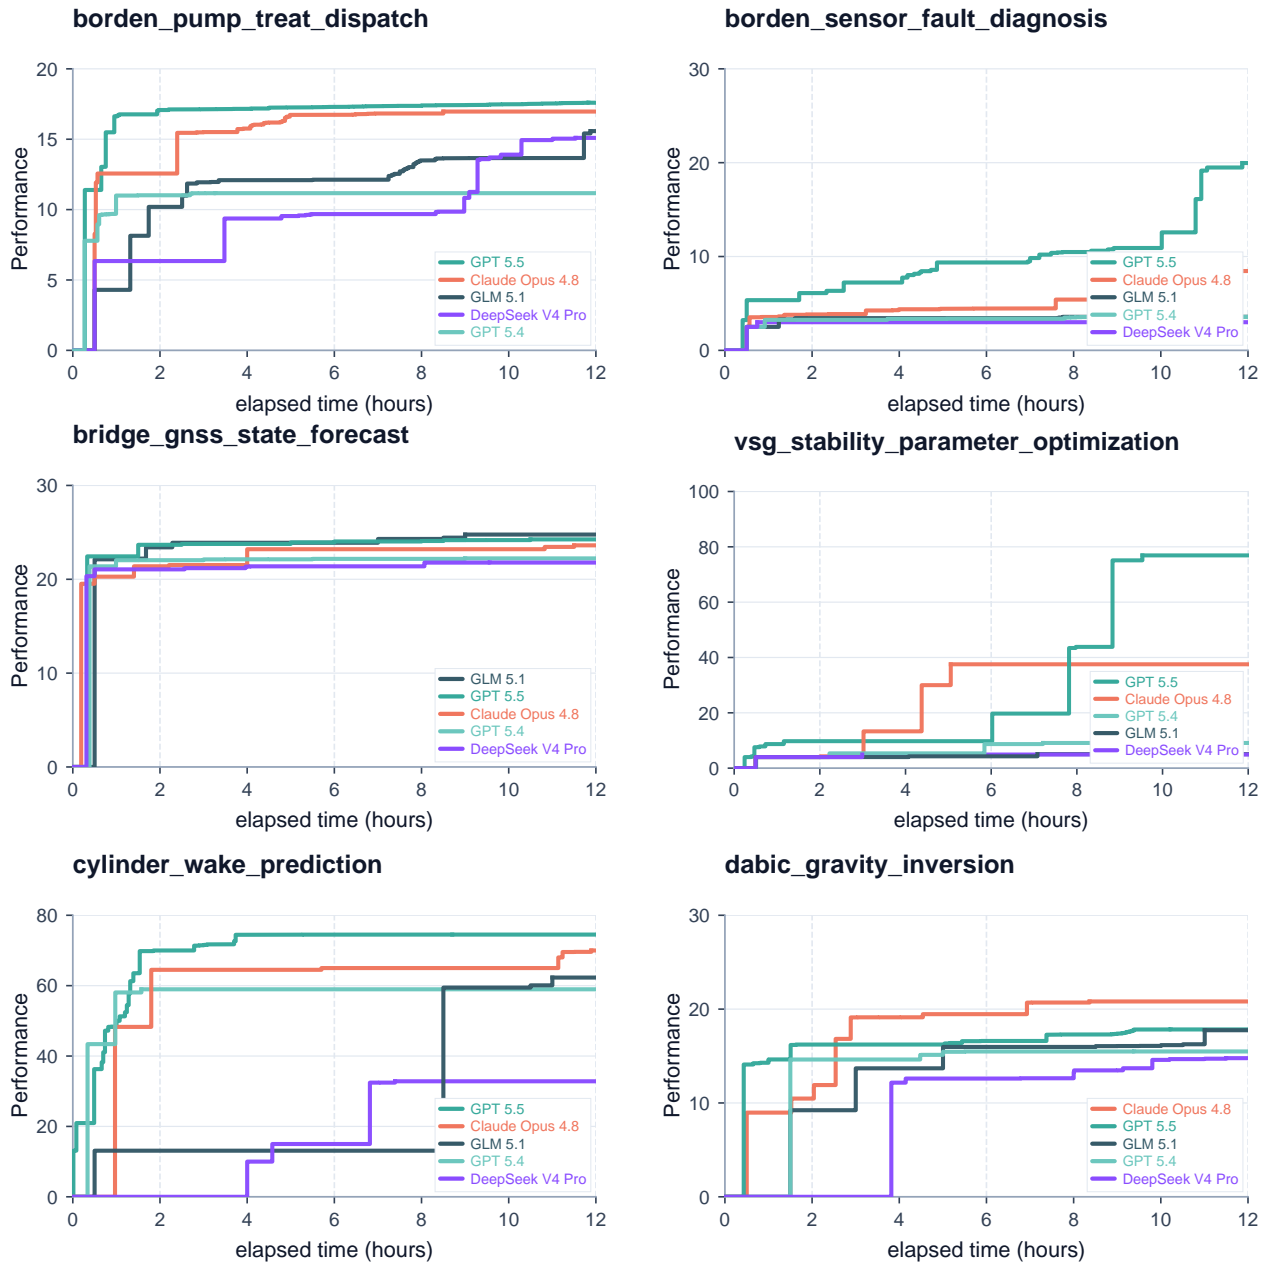 borden_pump_treat_dispatch
20
15
10
5
0
Performance
0 2 4 6 8 10 12
elapsed time (hours)
GPT 5.5
Claude Opus 4.8
GLM 5.1
DeepSeek V4 Pro
GPT 5.4
borden_sensor_fault_diagnosis
30
20
10
0
Performance
0 2 4 6 8 10 12
elapsed time (hours)
GPT 5.5
Claude Opus 4.8
GLM 5.1
GPT 5.4
DeepSeek V4 Pro
bridge_gnss_state_forecast
30
20
10
0
Performance
0 2 4 6 8 10 12
elapsed time (hours)
GLM 5.1
GPT 5.5
Claude Opus 4.8
GPT 5.4
DeepSeek V4 Pro
vsg_stability_parameter_optimization
100
80
60
40
20
0
Performance
0 2 4 6 8 10 12
elapsed time (hours)
GPT 5.5
Claude Opus 4.8
GPT 5.4
GLM 5.1
DeepSeek V4 Pro
cylinder_wake_prediction
80
60
40
20
0
Performance
0 2 4 6 8 10 12
elapsed time (hours)
GPT 5.5
Claude Opus 4.8
GLM 5.1
GPT 5.4
DeepSeek V4 Pro
dabic_gravity_inversion
30
20
10
0
Performance
0 2 4 6 8 10 12
elapsed time (hours)
Claude Opus 4.8
GPT 5.5
GLM 5.1
GPT 5.4
DeepSeek V4 Pro